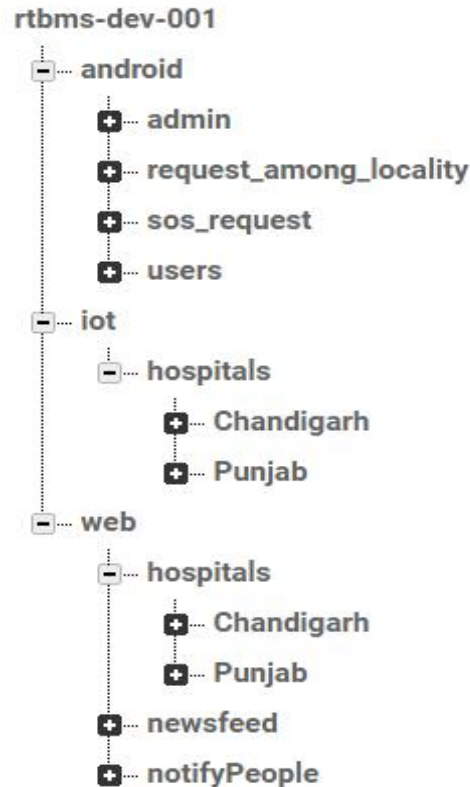 rtbms-dev-001
android
admin
request_among_locality
sos_request
users
iot
hospitals
Chandigarh
Punjab
web
hospitals
Chandigarh
Punjab
newsfeed
notifyPeople